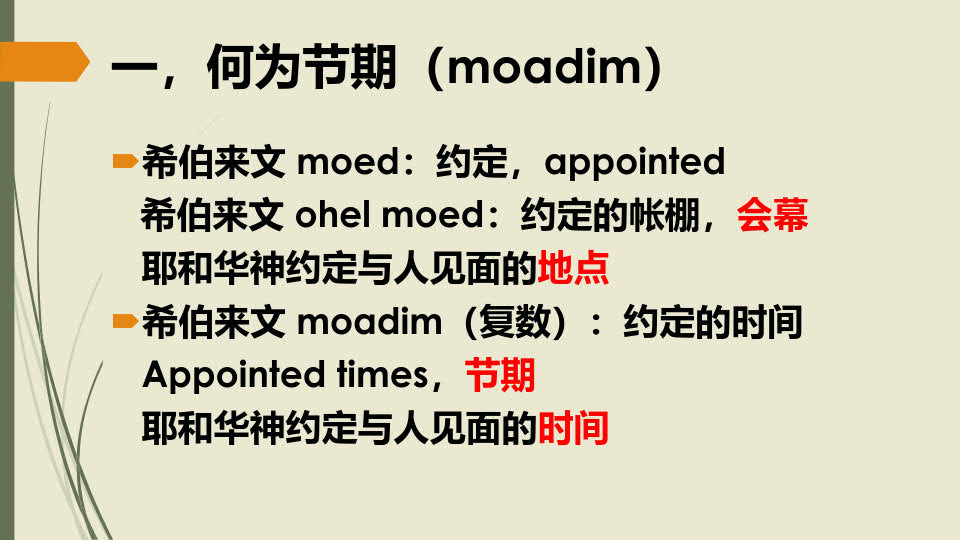 一，何为节期（moadim）
希伯来文 moed：约定，appointed
希伯来文 ohel moed：约定的帐棚，会幕
耶和华神约定与人见面的地点
希伯来文 moadim（复数）：约定的时间
Appointed times，节期
耶和华神约定与人见面的时间